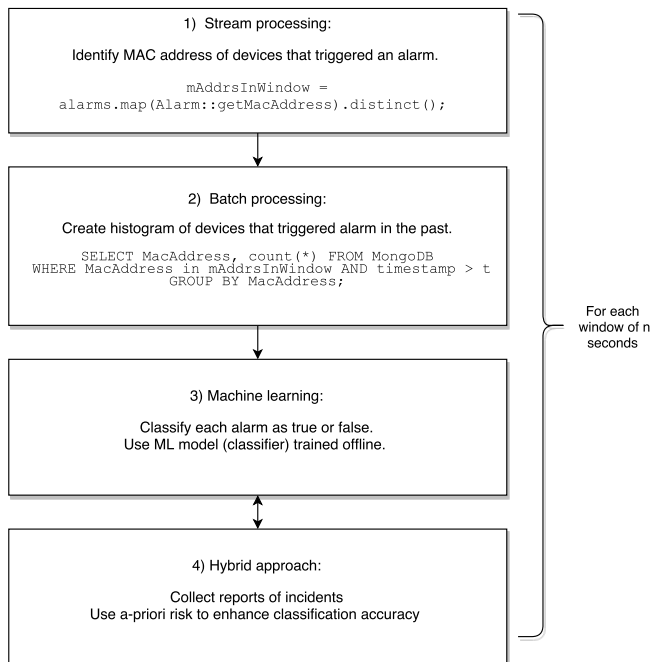 1) Stream processing:
Identify MAC address of devices that triggered an alarm.
mAddrsInWindow =
alarms.map(Alarm::getMacAddress).distinct();
2) Batch processing:
Create histogram of devices that triggered alarm in the past.
SELECT MacAddress, count(*) FROM MongoDB
WHERE MacAddress in mAddrsInWindow AND timestamp > t
GROUP BY MacAddress;
3) Machine learning:
Classify each alarm as true or false.
Use ML model (classifier) trained offline.
4) Hybrid approach:
Collect reports of incidents
Use a-priori risk to enhance classification accuracy
For each
window of n
seconds